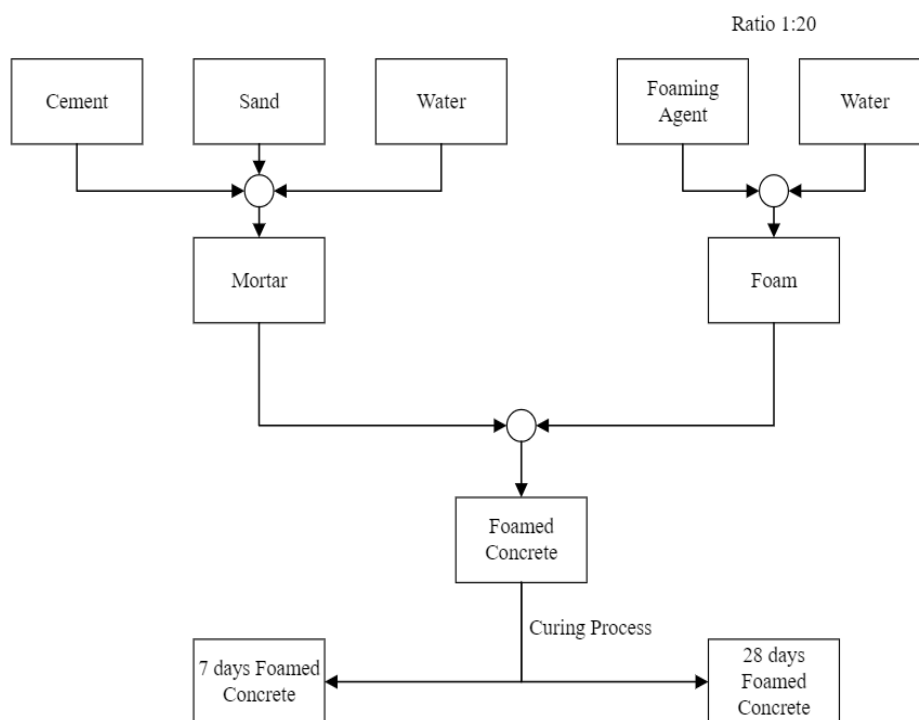 Ratio 1:20
Cement
Sand
Water
Foaming
Agent
Water
Mortar
Foam
Foamed
Concrete
Curing Process
7 days Foamed
Concrete
28 days
Foamed
Concrete